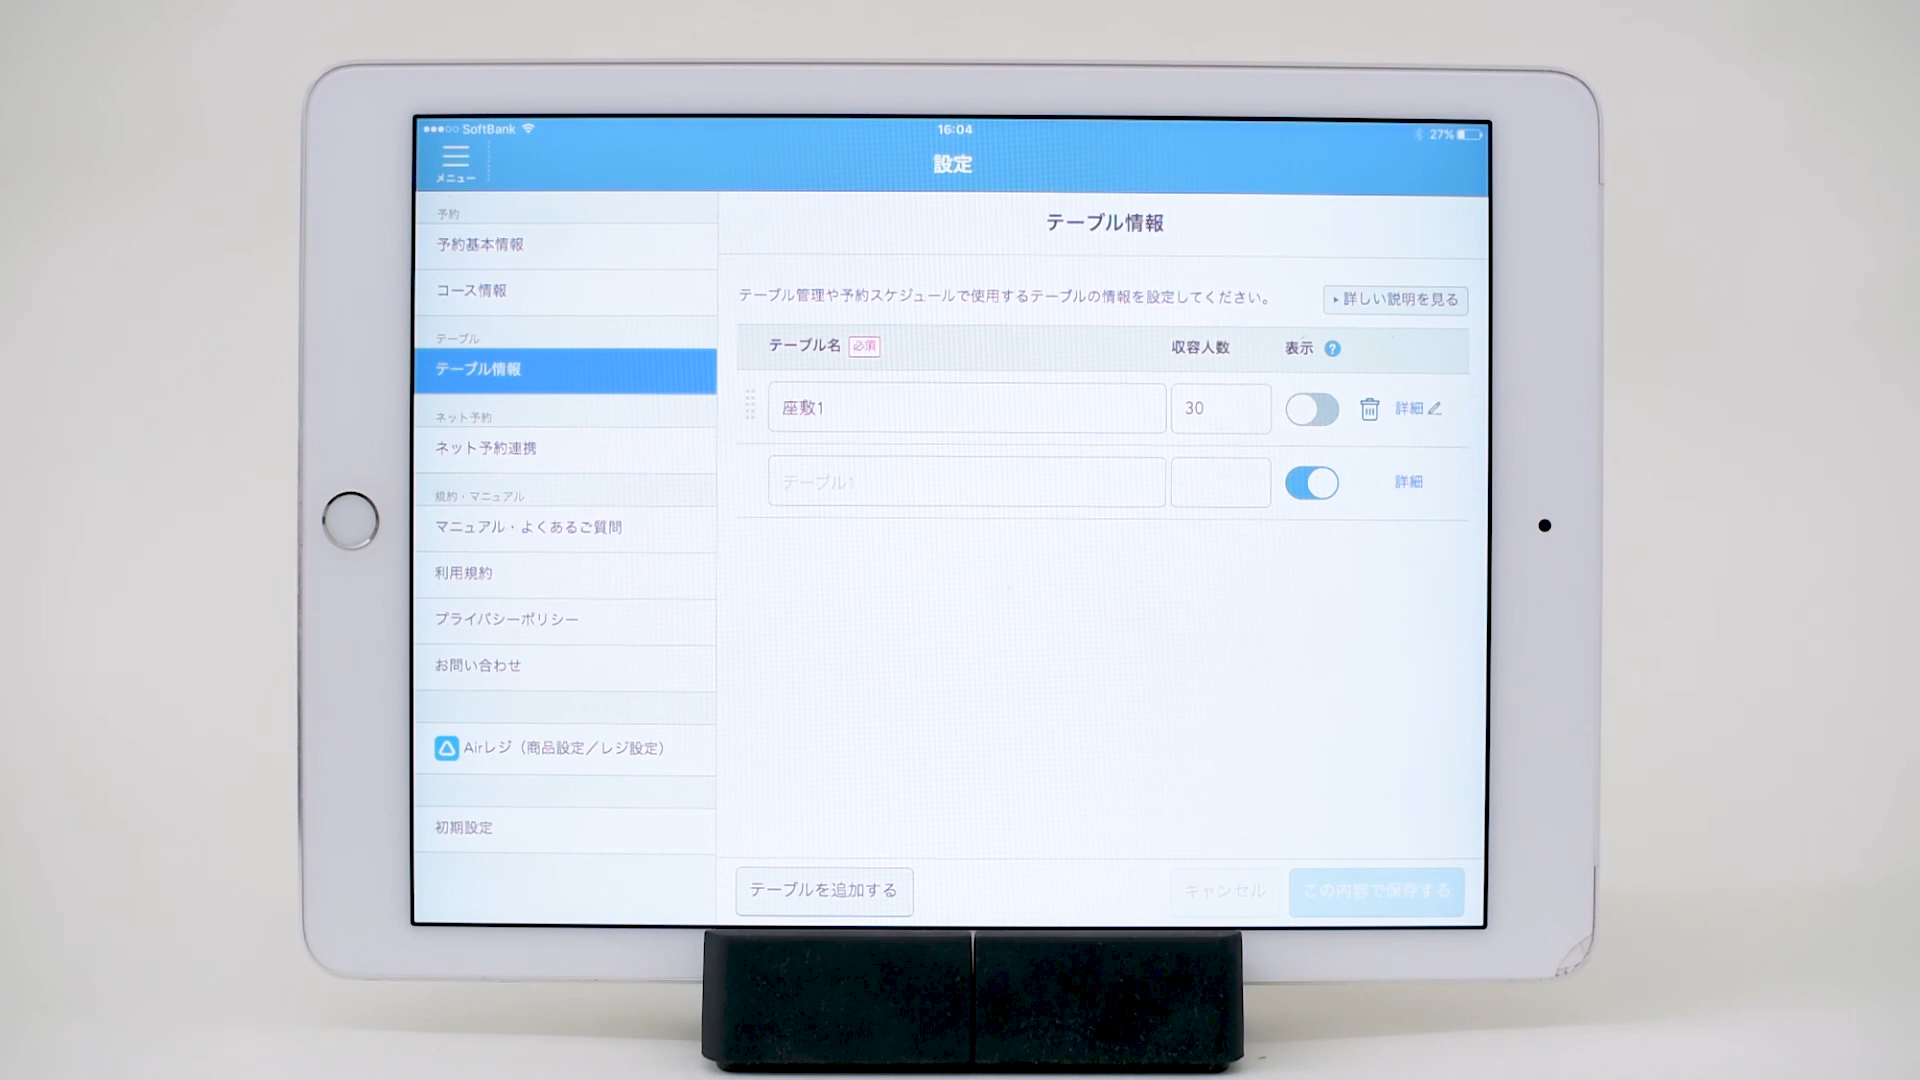 SoftBank
16:04
27%
メニュー
設定
予約
予約基本情報
コース情報
テーブル
テーブル情報
ネット予約
ネット予約連携
規約・マニュアル
マニュアル・よくあるご質問
利用規約
プライバシーポリシー
お問い合わせ
Airレジ（商品設定／レジ設定）
初期設定
テーブル情報
テーブル管理や予約スケジュールで使用するテーブルの情報を設定してください。
詳しい説明を見る
テーブル名 必須 収容人数 表示 ?
座敷1 30 詳細
テーブル1 詳細
テーブルを追加する キャンセル この内容で保存する